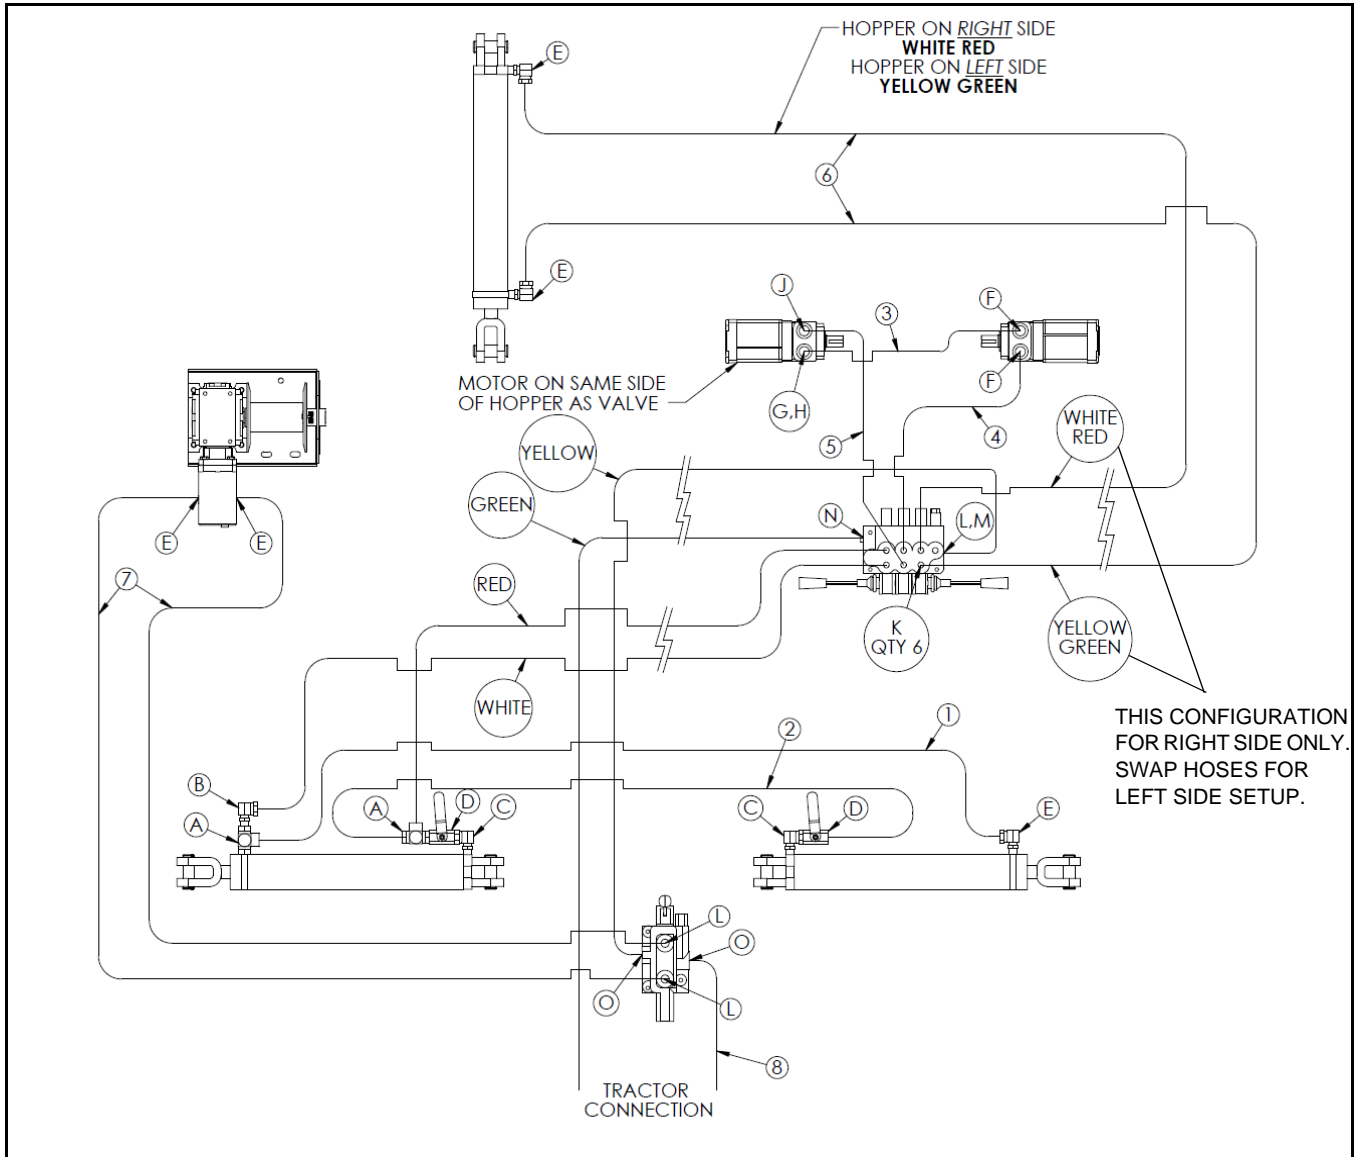 HOPPER ON RIGHT SIDE
WHITE RED
HOPPER ON LEFT SIDE
YELLOW GREEN
E
6
E
J
3
F
MOTOR ON SAME SIDE
OF HOPPER AS VALVE
G,H
F
5
4
WHITE
RED
YELLOW
GREEN
N
L,M
E
E
7
RED
K
QTY 6
YELLOW
GREEN
WHITE
THIS CONFIGURATION
FOR RIGHT SIDE ONLY.
SWAP HOSES FOR
LEFT SIDE SETUP.
1
2
B
A
A
D
C
C
D
E
L
O
O
L
8
TRACTOR
CONNECTION